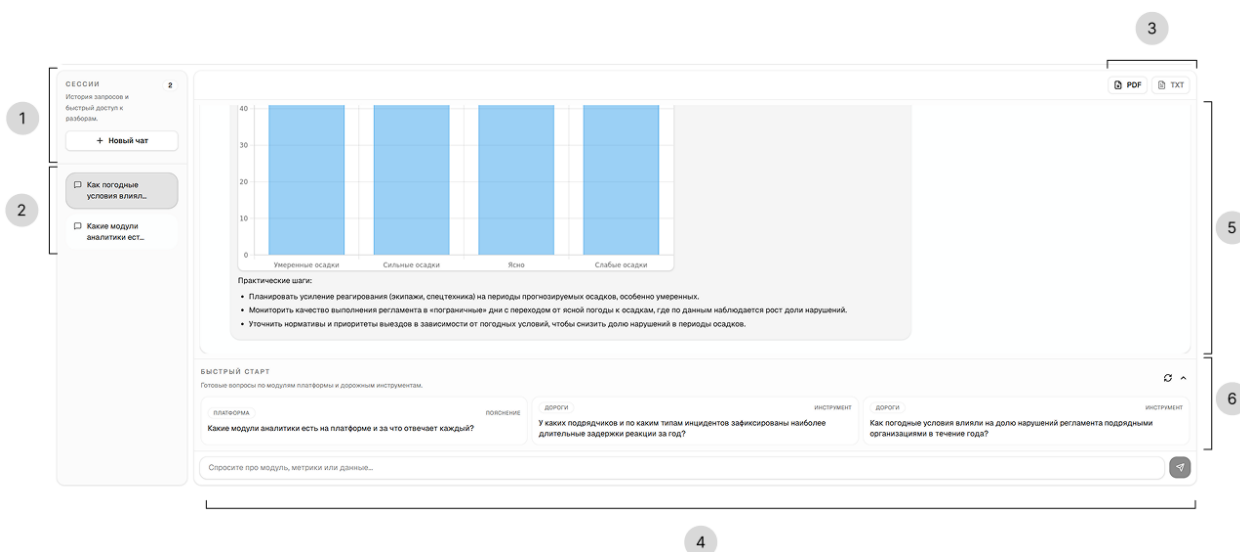 3
СЕССИИ 2
История запросов и
быстрый доступ к
разборам.
+ Новый чат
1
Как погодные
условия влиял...
Какие модули
аналитики ест...
2
PDF TXT
40
30
20
10
0
Умеренные осадки Сильные осадки Ясно Слабые осадки
Практические шаги:
• Планировать усиление реагирования (экипажи, спецтехника) на периоды прогнозируемых осадков, особенно умеренных.
• Мониторить качество выполнения регламента в «пограничные» дни с переходом от ясной погоды к осадкам, где по данным наблюдается рост доли нарушений.
• Уточнить нормативы и приоритеты выездов в зависимости от погодных условий, чтобы снизить долю нарушений в периоды осадков.
5
БЫСТРЫЙ СТАРТ
Готовые вопросы по модулям платформы и дорожным инструментам.
ПЛАТФОРМА ПОЯСНЕНИЕ
Какие модули аналитики есть на платформе и за что отвечает каждый?
ДОРОГИ ИНСТРУМЕНТ
У каких подрядчиков и по каким типам инцидентов зафиксированы наиболее
длительные задержки реакции за год?
ДОРОГИ ИНСТРУМЕНТ
Как погодные условия влияли на долю нарушений регламента подрядными
организациями в течение года?
6
Спросите про модуль, метрики или данные...
4